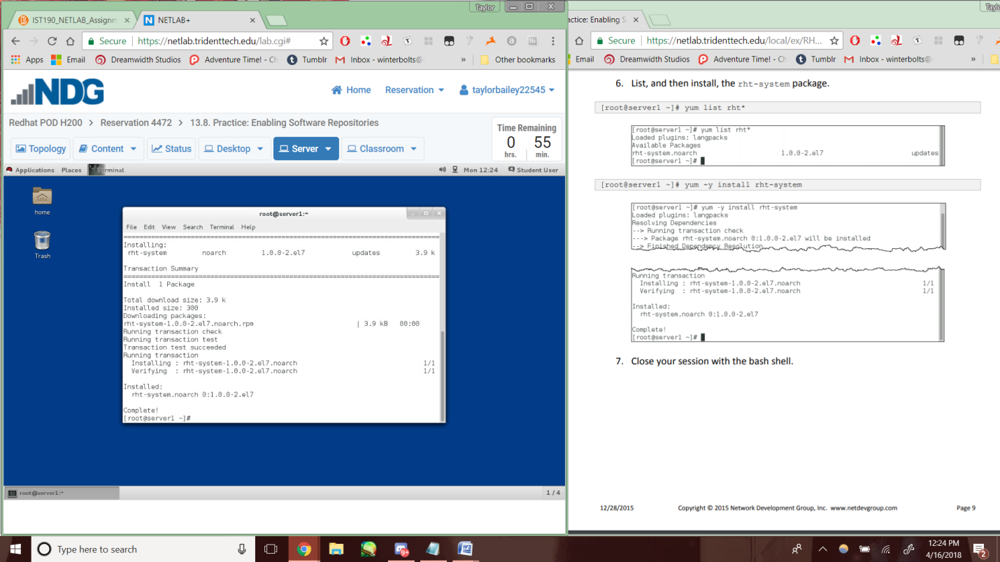 Taylor
IST190_NETLAB_Assignm
NETLAB+
Secure
https://netlab.tridenttech.edu/lab.cgi#
Apps
Email
Dreamwidth Studios
Adventure Time! - Ch
Tumblr
Inbox - winterbolts@
»
Other bookmarks
NDG
Home
Reservation
taylorbailey22545
Redhat POD H200 > Reservation 4472 > 13.8. Practice: Enabling Software Repositories
Time Remaining
0 55
hrs. min.
Topology
Content
Status
Desktop
Server
Classroom
Applications Places
Mon 12:24
Student User
home
Trash
root@server1:~
File Edit View Search Terminal Help
================================================================================
Installing:
rht-system noarch 1.0.0-2.el7 updates 3.9 k
Transaction Summary
================================================================================
Install 1 Package
Total download size: 3.9 k
Installed size: 300
Downloading packages:
rht-system-1.0.0-2.el7.noarch.rpm | 3.9 kB 00:00
Running transaction check
Running transaction test
Transaction test succeeded
Running transaction
Installing : rht-system-1.0.0-2.el7.noarch 1/1
Verifying : rht-system-1.0.0-2.el7.noarch 1/1
Installed:
rht-system.noarch 0:1.0.0-2.el7
Complete!
[root@server1 ~]#
root@server1:~
1 / 4
actice: Enabling S
Secure
https://netlab.tridenttech.edu/local/ex/RH...
Email
Dreamwidth Studios
Adventure Time! - Ch
Tumblr
Inbox - winterbolts@
»
6. List, and then install, the rht-system package.
[root@server1 ~]# yum list rht*
[root@server1 ~]# yum list rht*
Loaded plugins: langpacks
Available Packages
rht-system.noarch 1.0.0-2.el7 updates
[root@server1 ~]#
[root@server1 ~]# yum -y install rht-system
[root@server1 ~]# yum -y install rht-system
Loaded plugins: langpacks
Resolving Dependencies
--> Running transaction check
---> Package rht-system.noarch 0:1.0.0-2.el7 will be installed
--> Finished Dependency Resolution
Running transaction
Installing : rht-system-1.0.0-2.el7.noarch 1/1
Verifying : rht-system-1.0.0-2.el7.noarch 1/1
Installed:
rht-system.noarch 0:1.0.0-2.el7
Complete!
[root@server1 ~]#
7. Close your session with the bash shell.
12/28/2015 Copyright © 2015 Network Development Group, Inc. www.netdevgroup.com Page 9
Type here to search
9+
12:24 PM
4/16/2018
2